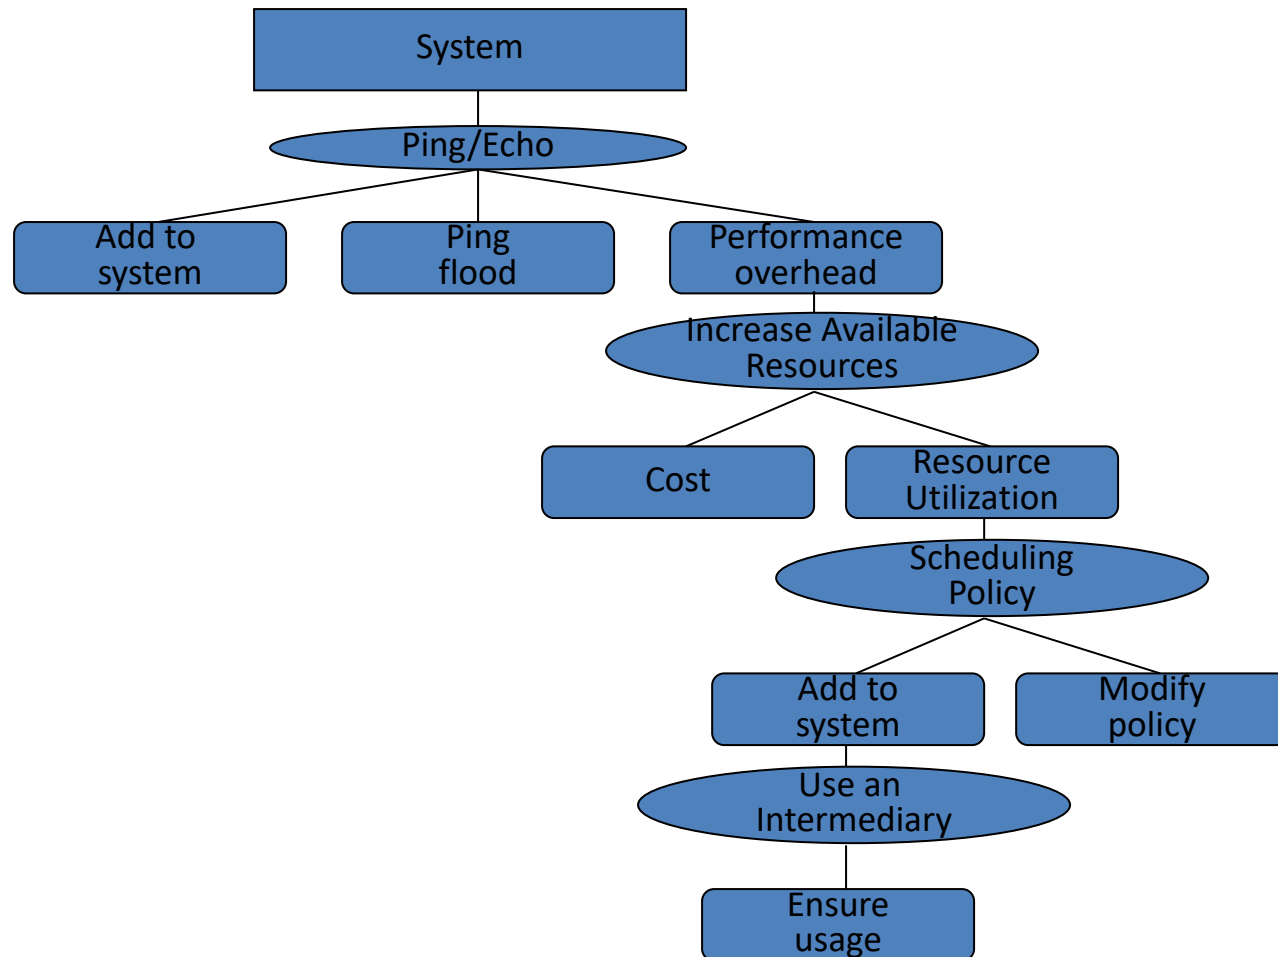 System
Ping/Echo
Add to
system
Ping
flood
Performance
overhead
Increase Available
Resources
Cost
Resource
Utilization
Scheduling
Policy
Add to
system
Modify
policy
Use an
Intermediary
Ensure
usage